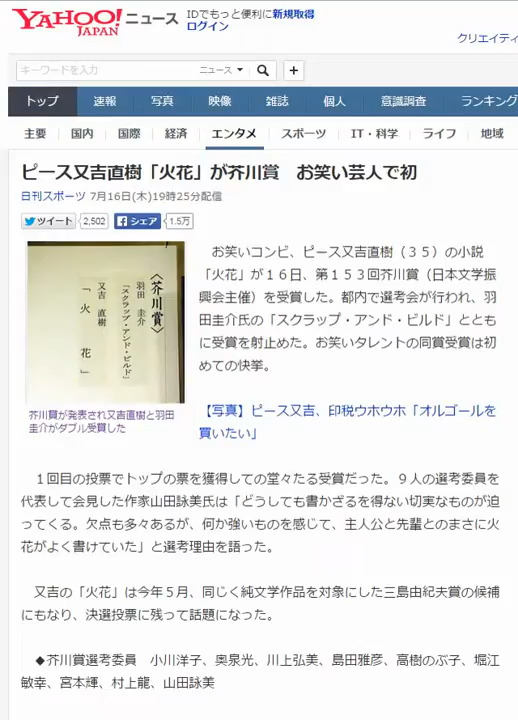 YAHOO! JAPAN ニュース
IDでもっと便利に新規取得
ログイン
クリエイティ
キーワードを入力
ニュース
トップ 速報 写真 映像 雑誌 個人 意識調査 ランキング
主要 国内 国際 経済 エンタメ スポーツ IT・科学 ライフ 地域
ピース又吉直樹「火花」が芥川賞 お笑い芸人で初
日刊スポーツ 7月16日(木)19時25分配信
ツイート 2,502 シェア 1.5万
〈芥川賞〉
羽田 圭介
「スクラップ・アンド・ビルド」
又吉 直樹
「火 花」
芥川賞が発表され又吉直樹と羽田
圭介がダブル受賞した
お笑いコンビ、ピース又吉直樹（３５）の小説
「火花」が１６日、第１５３回芥川賞（日本文学振
興会主催）を受賞した。都内で選考会が行われ、羽
田圭介氏の「スクラップ・アンド・ビルド」ととも
に受賞を射止めた。お笑いタレントの同賞受賞は初
めての快挙。
【写真】ピース又吉、印税ウホウホ「オルゴールを
買いたい」
１回目の投票でトップの票を獲得しての堂々たる受賞だった。９人の選考委員を
代表して会見した作家山田詠美氏は「どうしても書かざるを得ない切実なものが迫
ってくる。欠点も多々あるが、何か強いものを感じて、主人公と先輩とのまさに火
花がよく書けていた」と選考理由を語った。
又吉の「火花」は今年５月、同じく純文学作品を対象にした三島由紀夫賞の候補
にもなり、決選投票に残って話題になった。
◆芥川賞選考委員 小川洋子、奥泉光、川上弘美、島田雅彦、高樹のぶ子、堀江
敏幸、宮本輝、村上龍、山田詠美